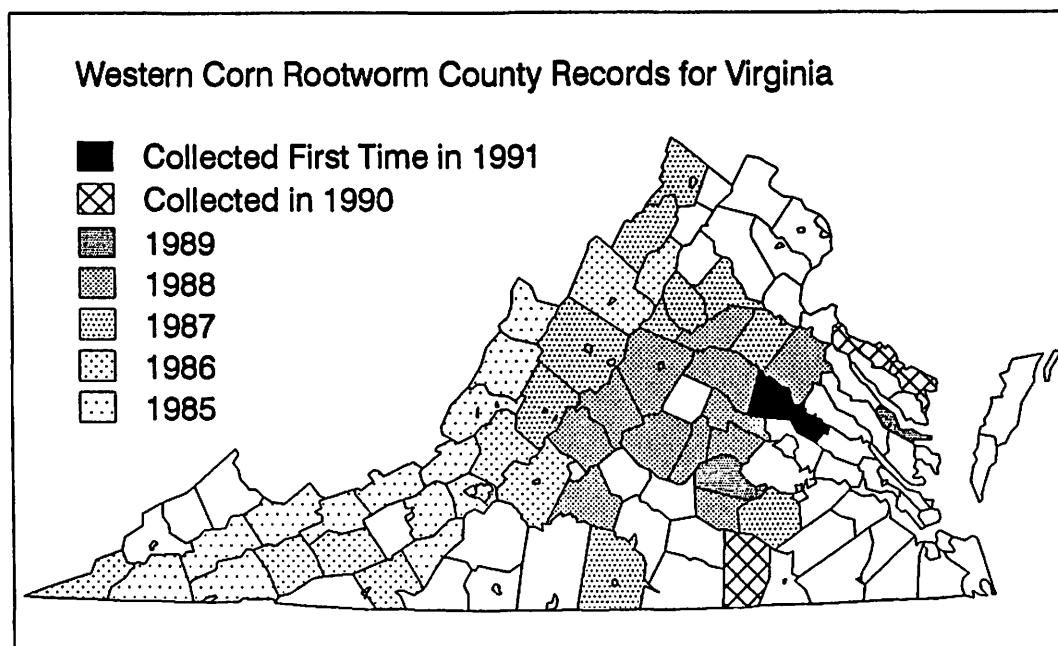 Western Corn Rootworm County Records for Virginia
Collected First Time in 1991
Collected in 1990
1989
1988
1987
1986
1985